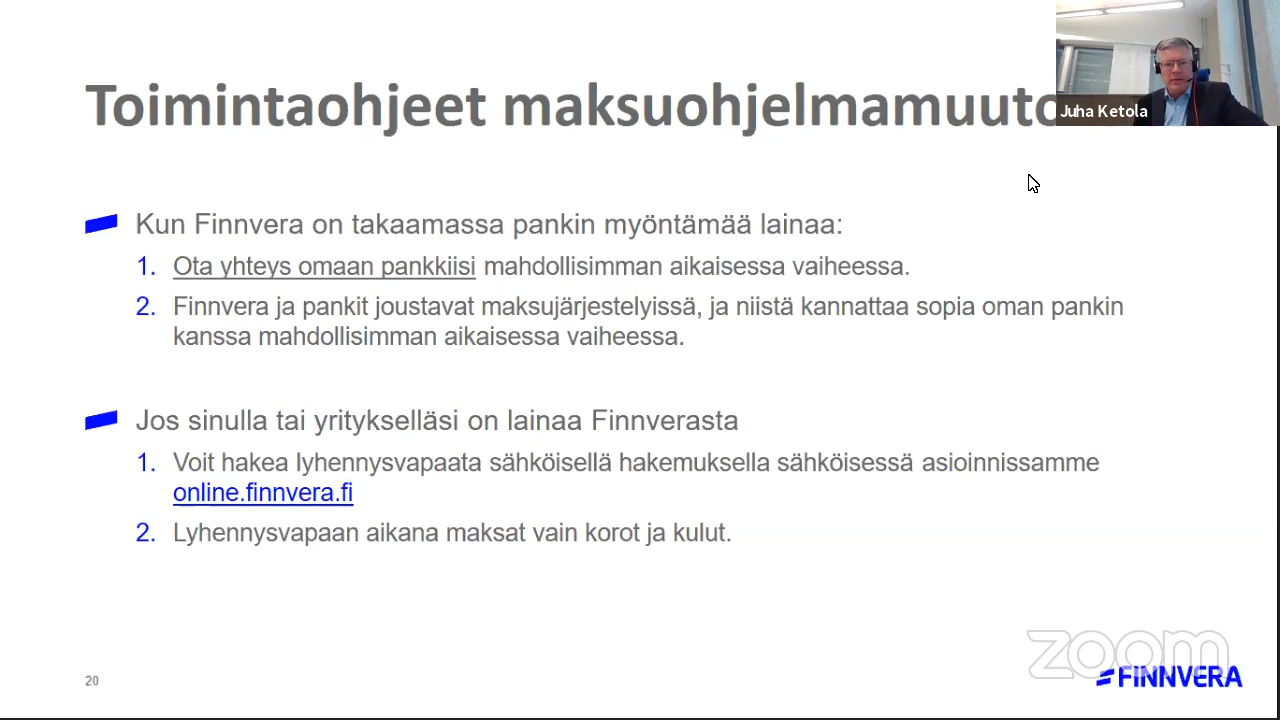 Toimintaohjeet maksuohjelmamuuto
Juha Ketola
Kun Finnvera on takaamassa pankin myöntämää lainaa:
1. Ota yhteys omaan pankkiisi mahdollisimman aikaisessa vaiheessa.
2. Finnvera ja pankit joustavat maksujärjestelyissä, ja niistä kannattaa sopia oman pankin
kanssa mahdollisimman aikaisessa vaiheessa.
Jos sinulla tai yritykselläsi on lainaa Finnverasta
1. Voit hakea lyhennysvapaata sähköisellä hakemuksella sähköisessä asioinnissamme
online.finnvera.fi
2. Lyhennysvapaan aikana maksat vain korot ja kulut.
zoom
20
FINNVERA